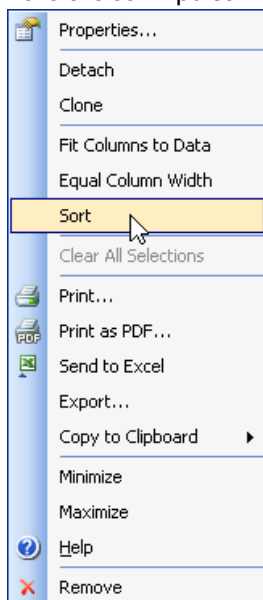 Properties...
Detach
Clone
Fit Columns to Data
Equal Column Width
Sort
Clear All Selections
Print...
PDF
Print as PDF...
Send to Excel
Export...
Copy to Clipboard
Minimize
Maximize
Help
Remove